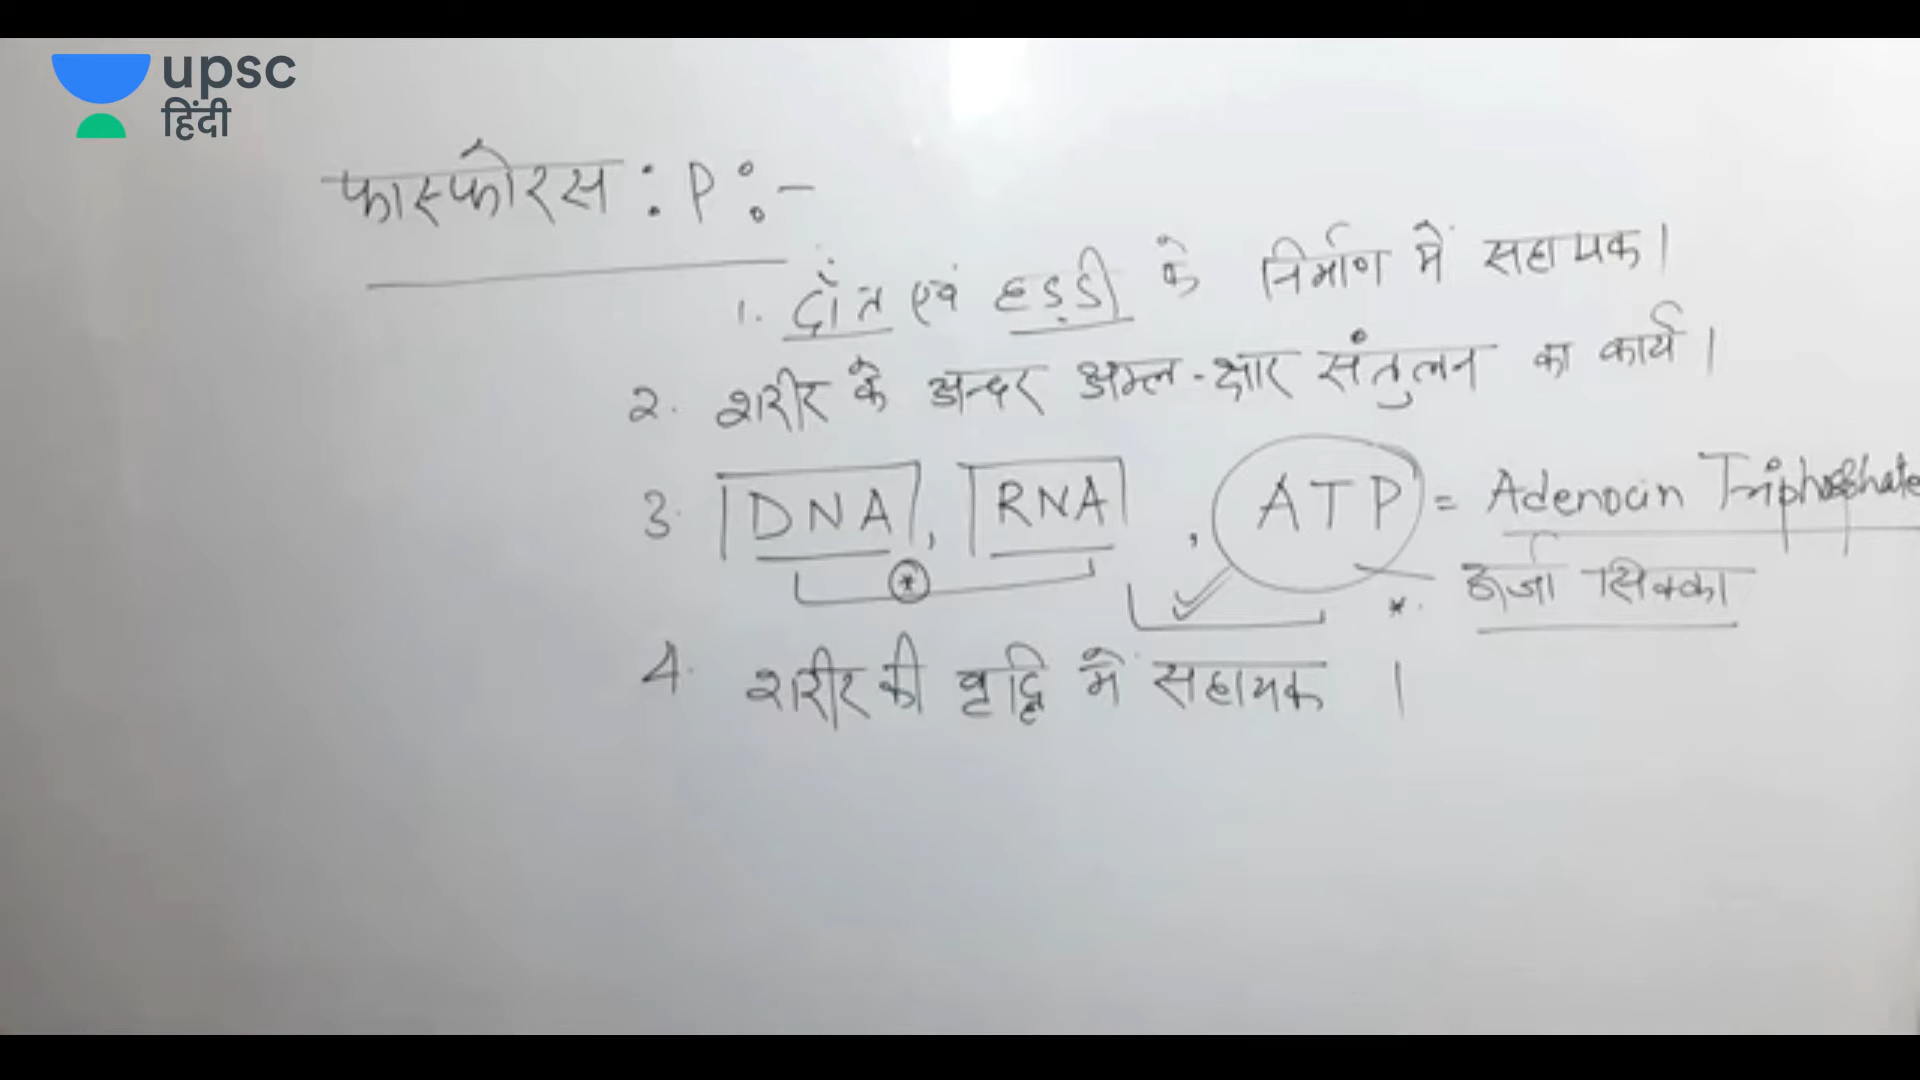 upsc
हिंदी
फास्फोरस : P :-
1. दाँत एवं हड्डी के निर्माण में सहायक।
2. शरीर के अन्दर अम्ल-क्षार संतुलन का कार्य।
3. DNA, RNA, ATP = Adenocin Triphosphate
* ऊर्जा सिक्का
4. शरीर की वृद्धि में सहायक।